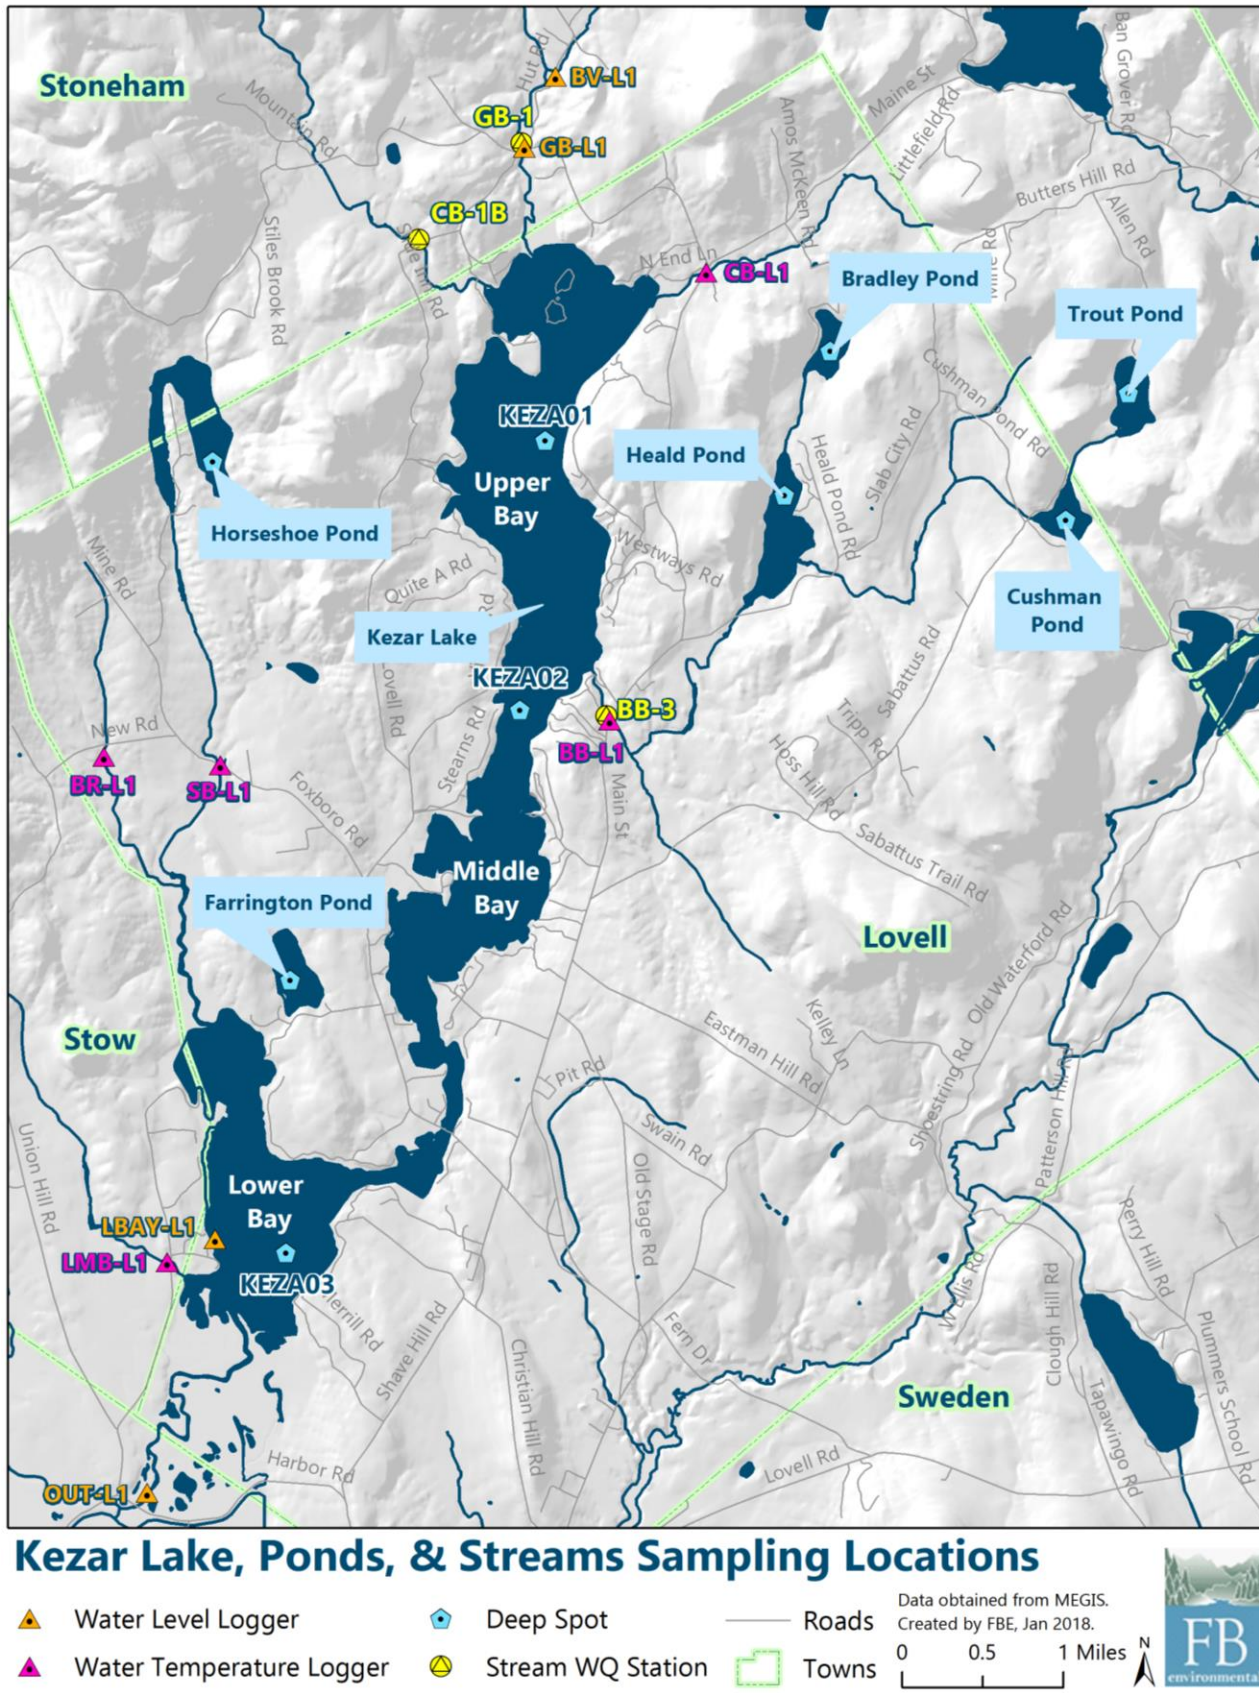 Stoneham
Hut Rd
BV-L1
Ban Grover Rd
Mountain Rd
GB-1
GB-L1
Amos McKeen Rd
Maine St
Littlefield Rd
CB-1B
Butters Hill Rd
Allen Rd
Stiles Brook Rd
N End Ln
CB-L1
Bradley Pond
Trout Pond
Cushman Pond Rd
KEZA01
Heald Pond
Heald Pond Rd
Slab City Rd
Upper
Bay
Horseshoe Pond
Mine Rd
Westways Rd
Quite A Rd
Kezar Lake
Cushman
Pond
KEZA02
Sabattus Rd
Lovell Rd
BB-3
BB-L1
New Rd
Tripp Rd
Stearns Rd
Hoss Hill Rd
BR-L1
SB-L1
Foxboro Rd
Main St
Sabattus Trail Rd
Middle
Bay
Farrington Pond
Lovell
Old Waterford Rd
Stow
Kelley Ln
Eastman Hill Rd
Pit Rd
Shoestring Rd
Patterson Hill Rd
Swain Rd
Union Hill Rd
Old Stage Rd
Lower
Bay
LBAY-L1
LMB-L1
KEZA03
Perry Hill Rd
W Ellis Rd
Clough Hill Rd
Merrill Rd
Shave Hill Rd
Fern Dr
Christian Hill Rd
Plummers School Rd
Sweden
Tapawingo Rd
Harbor Rd
Lovell Rd
OUT-L1
Kezar Lake, Ponds, & Streams Sampling Locations
Water Level Logger
Deep Spot
Roads
Data obtained from MEGIS.
Created by FBE, Jan 2018.
Water Temperature Logger
Stream WQ Station
Towns
0 0.5 1 Miles
N
FB
environmental